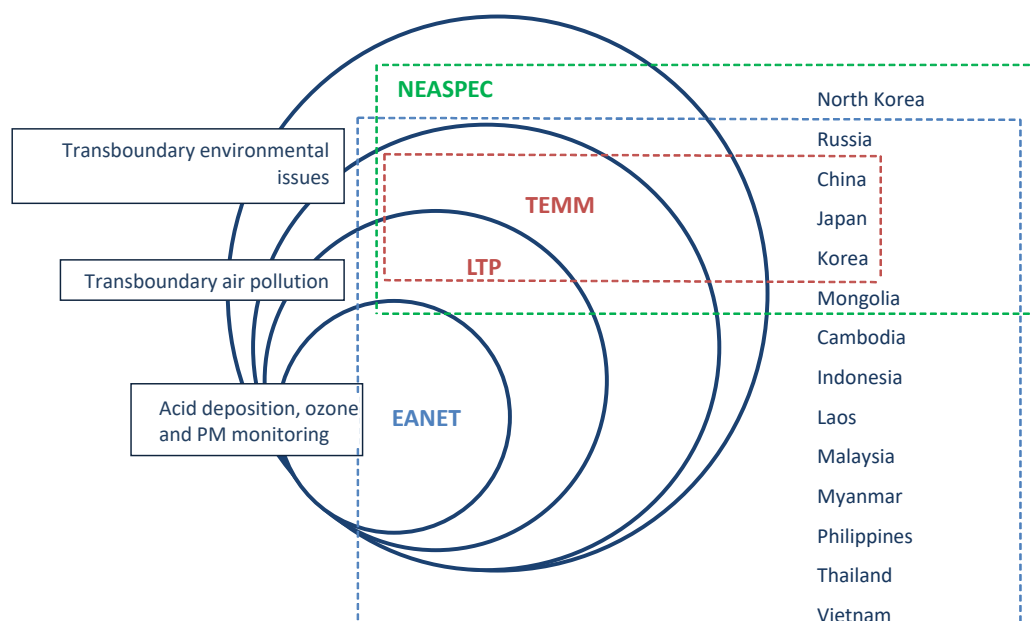 NEASPEC
North Korea
Russia
Transboundary environmental
issues
China
TEMM
Japan
Korea
LTP
Transboundary air pollution
Mongolia
Cambodia
Indonesia
Acid deposition, ozone
and PM monitoring
EANET
Laos
Malaysia
Myanmar
Philippines
Thailand
Vietnam